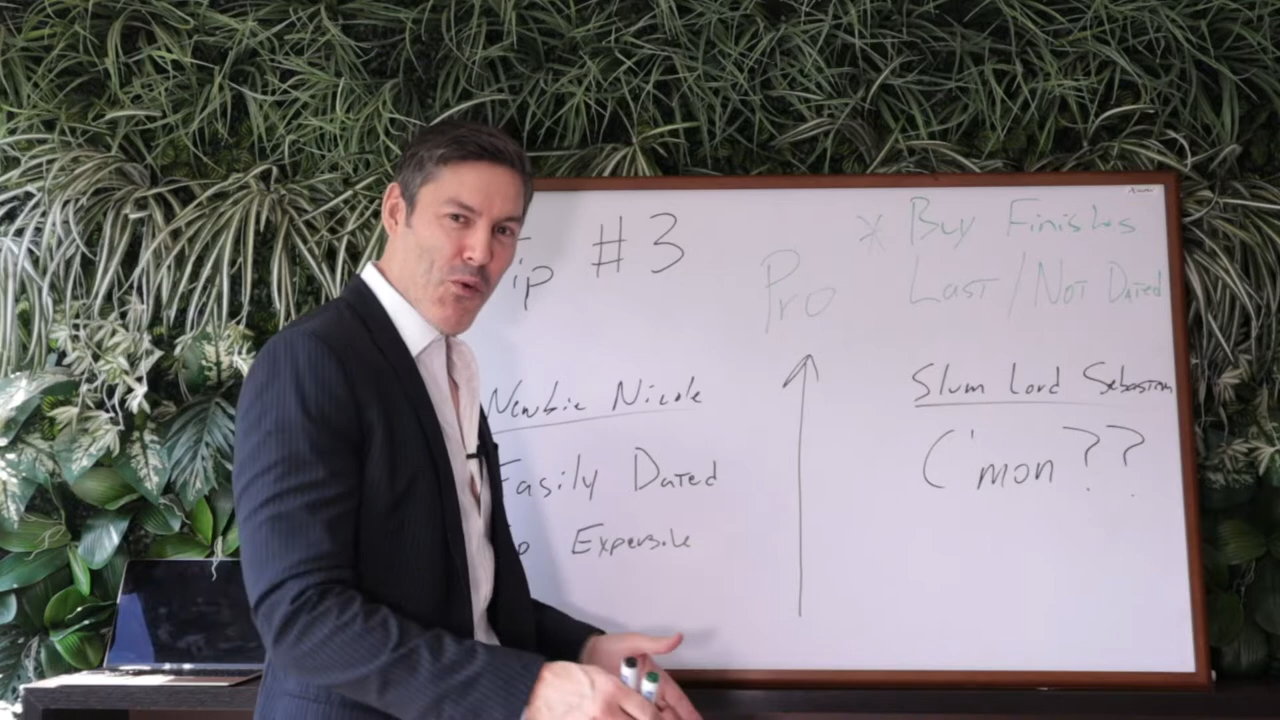 ip #3
Pro
* Buy Finishes
Last/Not Dated
Newbie Nicole
Easily Dated
o Expensive
Slum Lord Sebastian
C'mon??